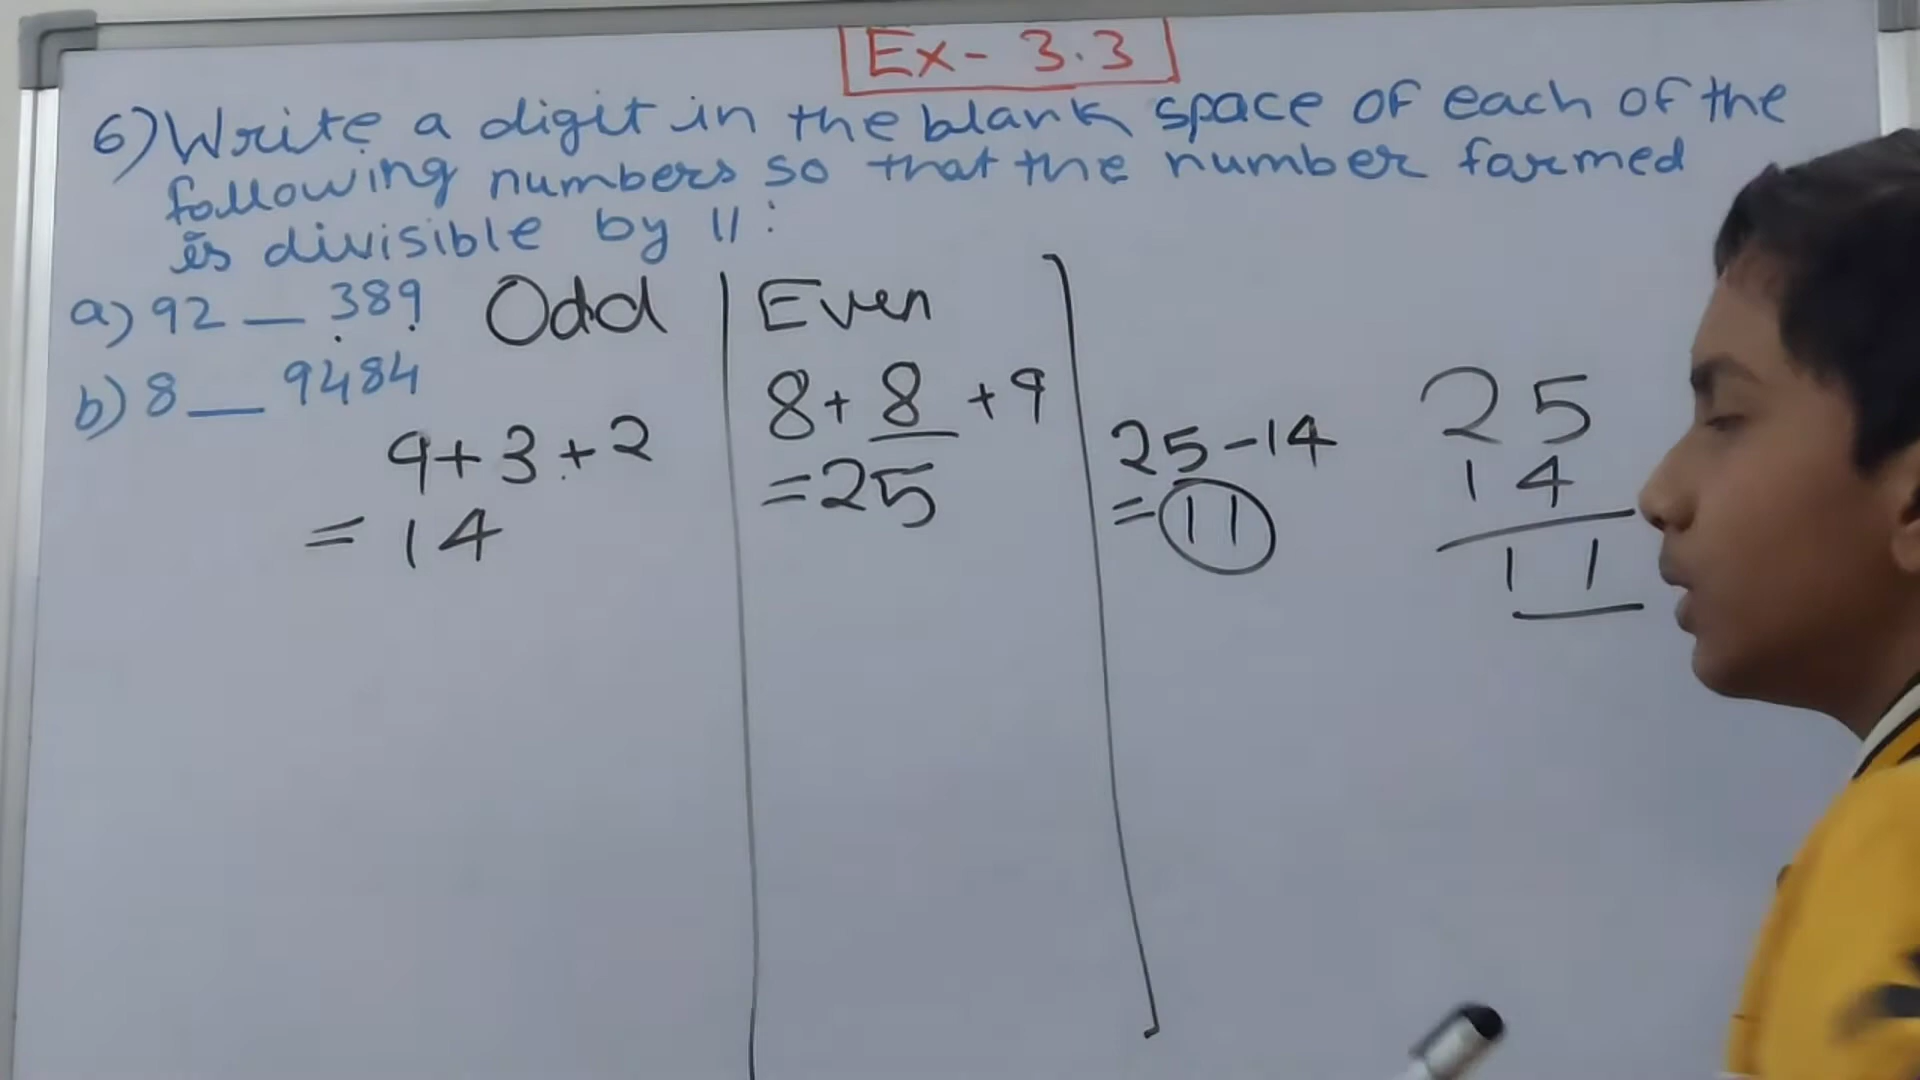 Ex- 3.3
6) Write a digit in the blank space of each of the
following numbers so that the number farmed
is divisible by 11:
a) 92 __ 389
b) 8 __ 9484
Odd
9+3+2
= 14
Even
8+8+9
=25
25-14
=11
25
14
11